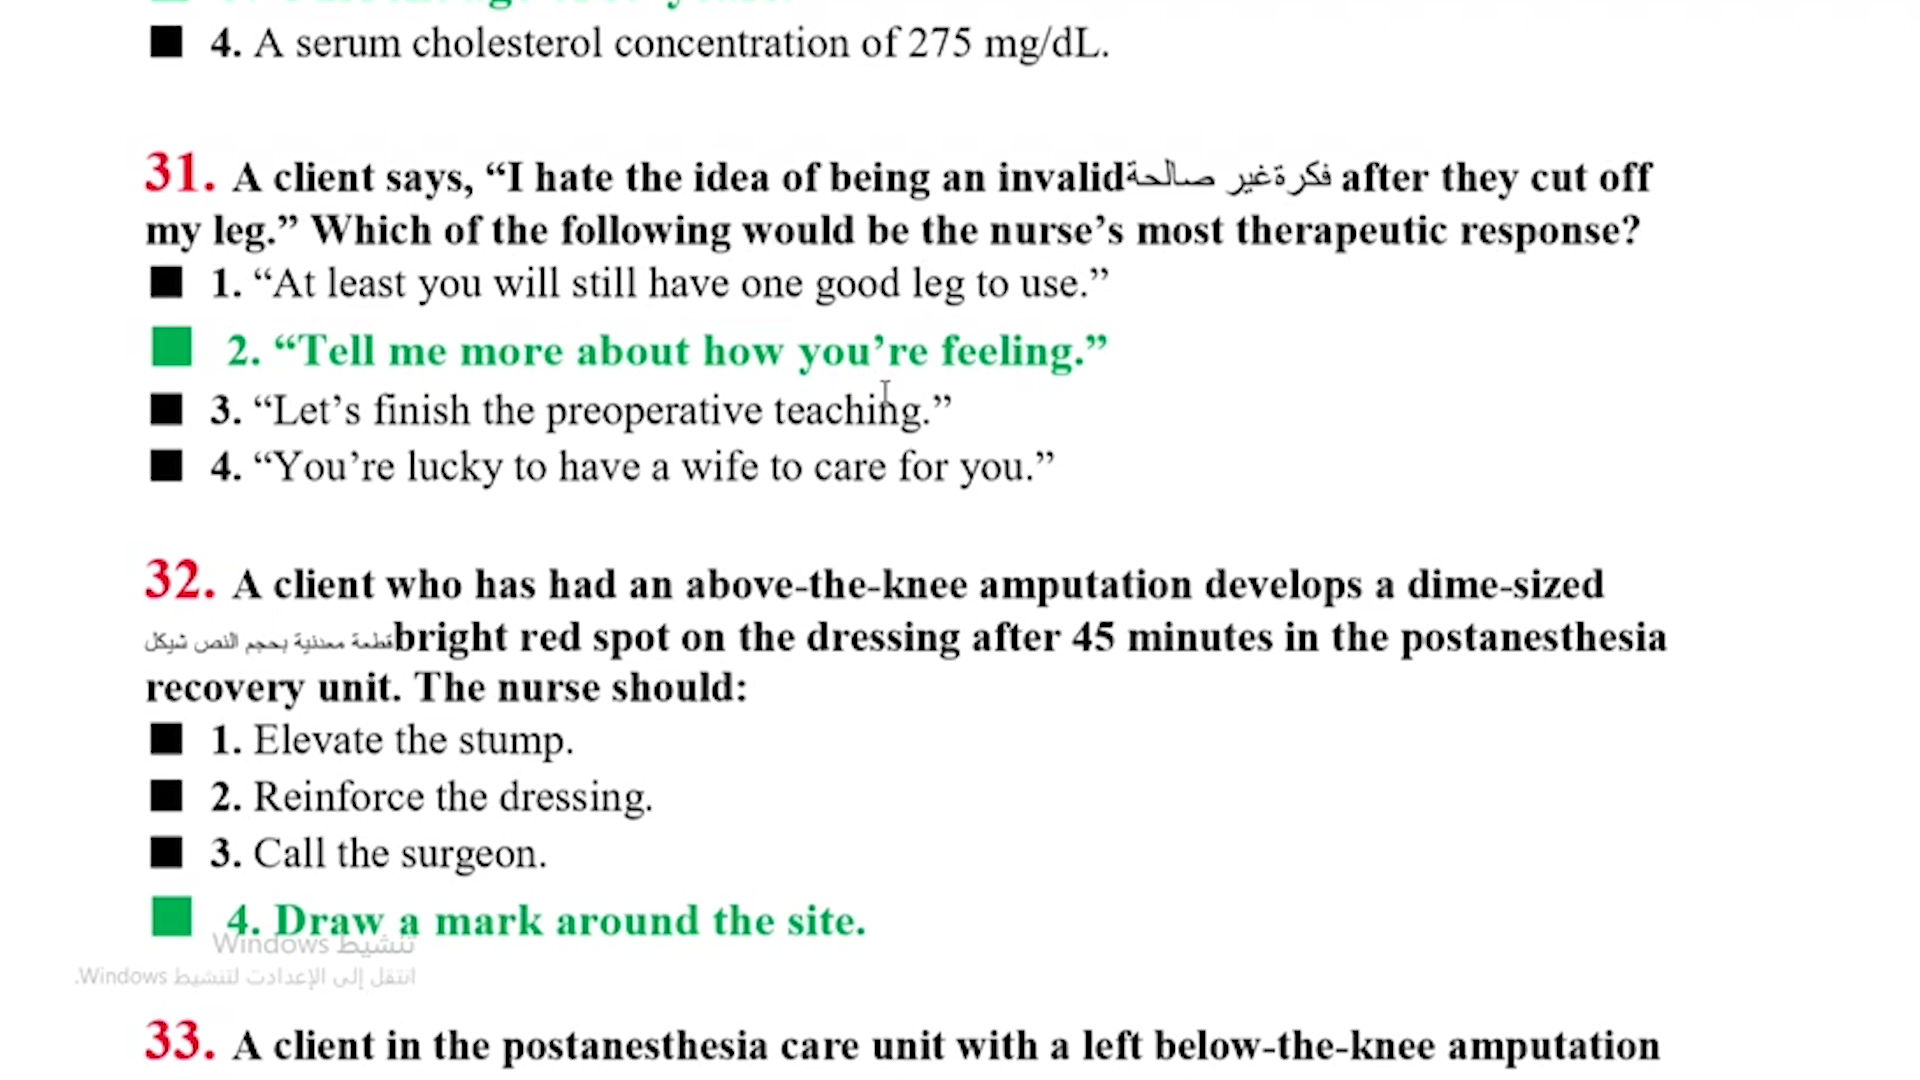 4. A serum cholesterol concentration of 275 mg/dL.
31. A client says, “I hate the idea of being an invalid فكرة غير صالحة after they cut off
my leg.” Which of the following would be the nurse’s most therapeutic response?
1. “At least you will still have one good leg to use.”
2. “Tell me more about how you’re feeling.”
3. “Let’s finish the preoperative teaching.”
4. “You’re lucky to have a wife to care for you.”
32. A client who has had an above-the-knee amputation develops a dime-sized
قطعة معدنية بحجم النص شيكل bright red spot on the dressing after 45 minutes in the postanesthesia
recovery unit. The nurse should:
1. Elevate the stump.
2. Reinforce the dressing.
3. Call the surgeon.
4. Draw a mark around the site.
تنشيط Windows
انتقل إلى الإعدادات لتنشيط Windows.
33. A client in the postanesthesia care unit with a left below-the-knee amputation